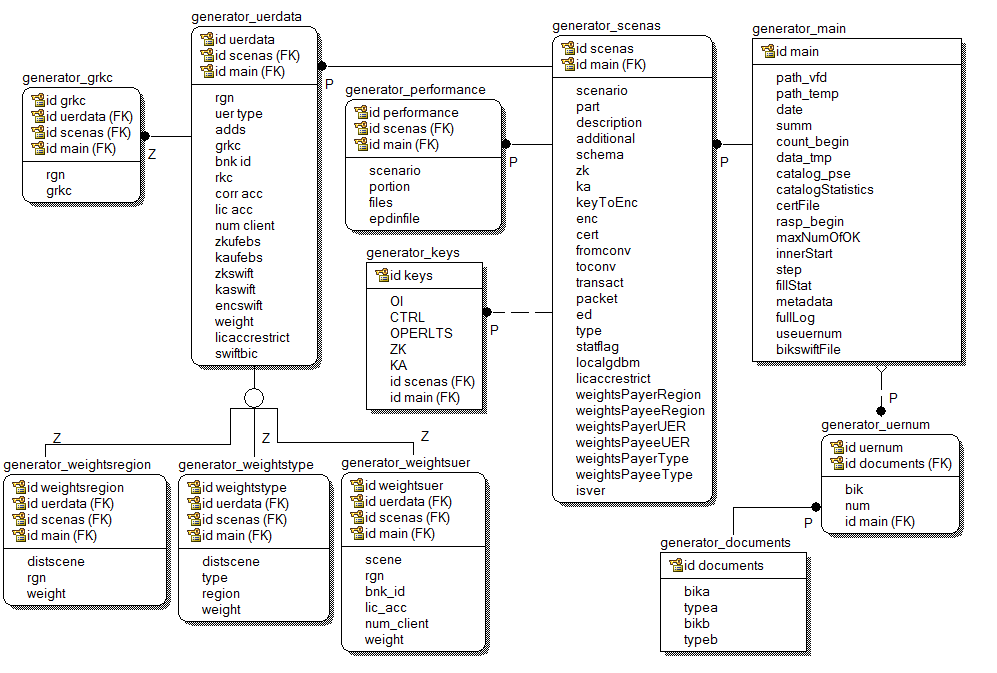 generator_uerdata
id uerdata
id scenas (FK)
id main (FK)
rgn
uer type
adds
grkc
bnk id
rkc
corr acc
lic acc
num client
zkufebs
kaufebs
zkswift
kaswift
encswift
weight
licaccrestrict
swiftbic
generator_grkc
id grkc
id uerdata (FK)
id scenas (FK)
id main (FK)
rgn
grkc
Z
P
generator_performance
id performance
id scenas (FK)
id main (FK)
scenario
portion
files
epdinfile
P
generator_keys
id keys
OI
CTRL
OPERLTS
ZK
KA
id scenas (FK)
id main (FK)
P
generator_scenas
id scenas
id main (FK)
scenario
part
description
additional
schema
zk
ka
keyToEnc
enc
cert
fromconv
toconv
transact
packet
ed
type
statflag
localgdbm
licaccrestrict
weightsPayerRegion
weightsPayeeRegion
weightsPayerUER
weightsPayeeUER
weightsPayerType
weightsPayeeType
isver
P
generator_main
id main
path_vfd
path_temp
date
summ
count_begin
data_tmp
catalog_pse
catalogStatistics
certFile
rasp_begin
maxNumOfOK
innerStart
step
fillStat
metadata
fullLog
useuernum
bikswiftFile
P
generator_uernum
id uernum
id documents (FK)
bik
num
id main (FK)
P
generator_documents
id documents
bika
typea
bikb
typeb
Z
Z
Z
generator_weightsregion
id weightsregion
id uerdata (FK)
id scenas (FK)
id main (FK)
distscene
rgn
weight
generator_weightstype
id weightstype
id uerdata (FK)
id scenas (FK)
id main (FK)
distscene
type
region
weight
generator_weightsuer
id weightsuer
id uerdata (FK)
id scenas (FK)
id main (FK)
scene
rgn
bnk_id
lic_acc
num_client
weight